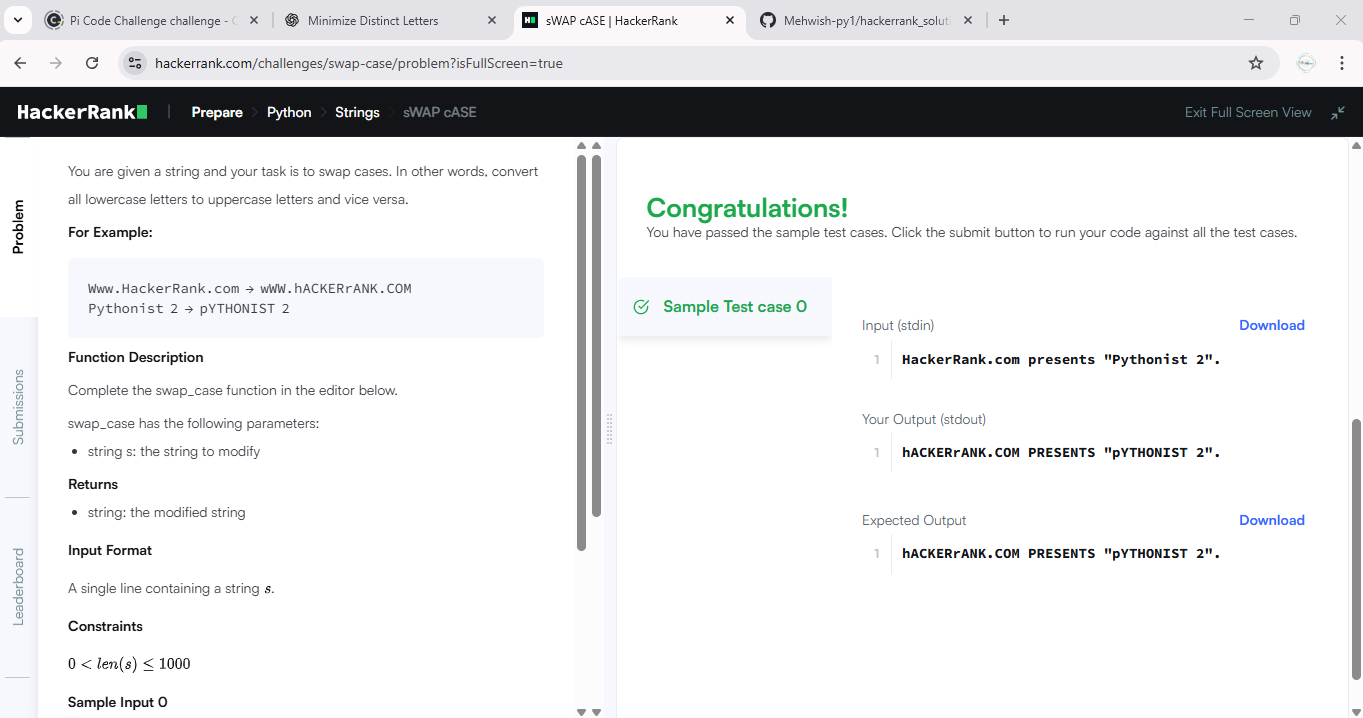 Pi Code Challenge challenge - C
Minimize Distinct Letters
sWAP cASE | HackerRank
Mehwish-py1/hackerrank_soluti
hackerrank.com/challenges/swap-case/problem?isFullScreen=true
HackerRank
Prepare > Python > Strings > sWAP cASE
Exit Full Screen View
Problem
Submissions
Leaderboard
You are given a string and your task is to swap cases. In other words, convert
all lowercase letters to uppercase letters and vice versa.
For Example:
Www.HackerRank.com → wWW.hACKERrANK.COM
Pythonist 2 → pYTHONIST 2
Function Description
Complete the swap_case function in the editor below.
swap_case has the following parameters:
• string s: the string to modify
Returns
• string: the modified string
Input Format
A single line containing a string s.
Constraints
0 < len(s) ≤ 1000
Sample Input 0
Congratulations!
You have passed the sample test cases. Click the submit button to run your code against all the test cases.
Sample Test case 0
Input (stdin)
Download
1 HackerRank.com presents "Pythonist 2".
Your Output (stdout)
1 hACKERrANK.COM PRESENTS "pYTHONIST 2".
Expected Output
Download
1 hACKERrANK.COM PRESENTS "pYTHONIST 2".